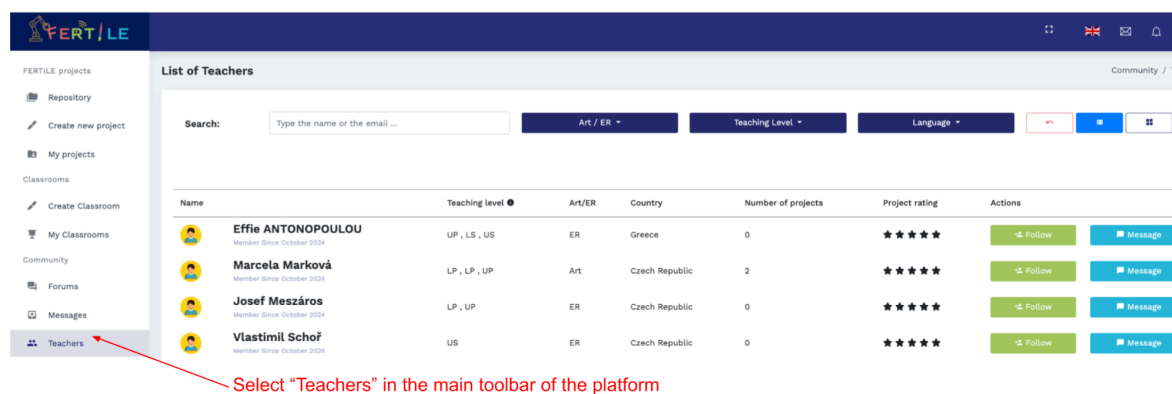 FERTILE
FERTILE projects
Repository
Create new project
My projects
Classrooms
Create Classroom
My Classrooms
Community
Forums
Messages
Teachers
List of Teachers
Community /
Search:
Type the name or the email ...
Art / ER
Teaching Level
Language
Name Teaching level Art/ER Country Number of projects Project rating Actions
Effie ANTONOPOULOU UP , LS , US ER Greece 0 Follow Message
Member Since October 2024
Marcela Marková LP , LP , UP Art Czech Republic 2 Follow Message
Member Since October 2024
Josef Meszáros LP , UP ER Czech Republic 0 Follow Message
Member Since October 2024
Vlastimil Schoř US ER Czech Republic 0 Follow Message
Member Since October 2024
Select “Teachers” in the main toolbar of the platform